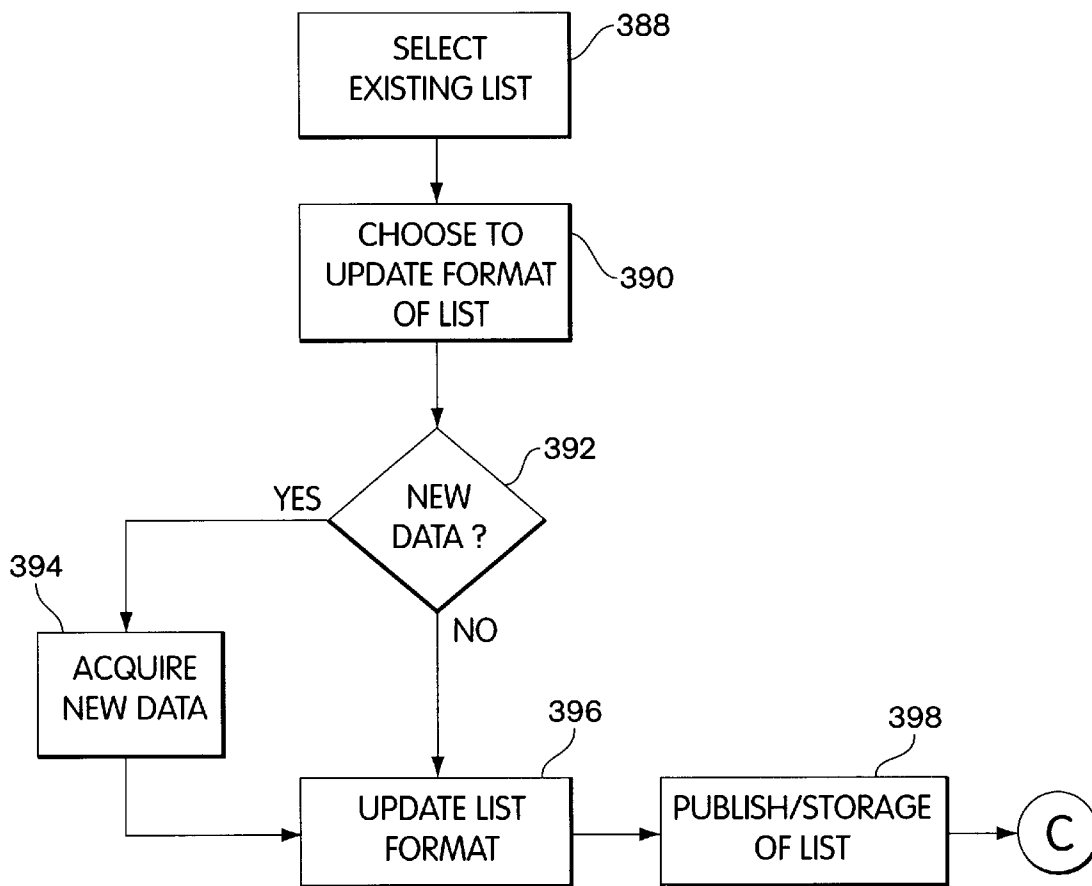 SELECT
EXISTING LIST
388
CHOOSE TO
UPDATE FORMAT
OF LIST
390
392
YES
NEW
DATA ?
394
NO
ACQUIRE
NEW DATA
396
398
UPDATE LIST
FORMAT
PUBLISH/STORAGE
OF LIST
C